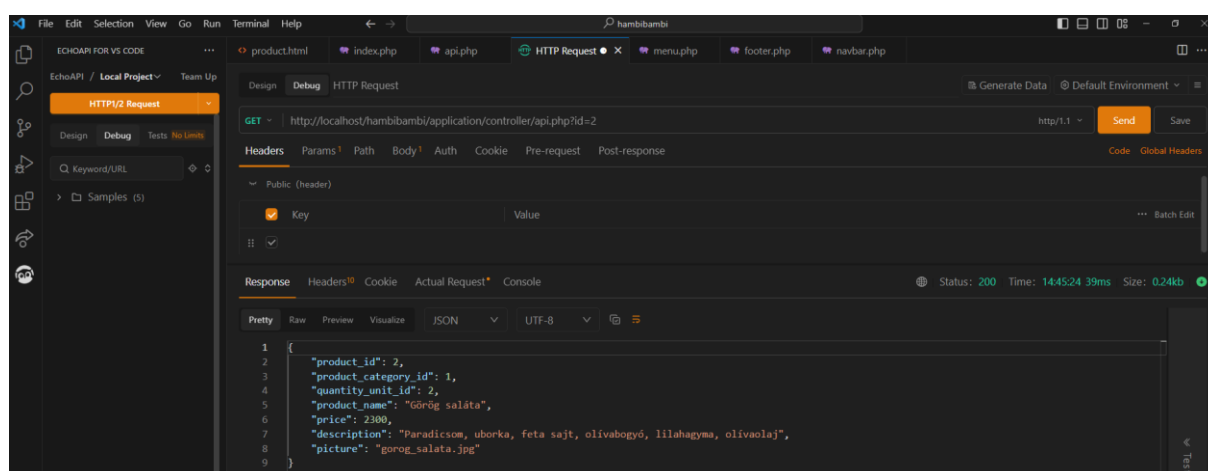 File Edit Selection View Go Run Terminal Help
hambibambi
ECHOAPI FOR VS CODE
product.html index.php api.php HTTP Request menu.php footer.php navbar.php
EchoAPI / Local Project Team Up
Design Debug HTTP Request Generate Data Default Environment
HTTP1/2 Request
GET http://localhost/hambibambi/application/controller/api.php?id=2 http/1.1 Send Save
Design Debug Tests No Limits
Headers Params 1 Path Body 1 Auth Cookie Pre-request Post-response Code Global Headers
Keyword/URL
Public (header)
Samples (5)
Key Value Batch Edit
Response Headers 10 Cookie Actual Request Console Status: 200 Time: 14:45:24 39ms Size: 0.24kb
Pretty Raw Preview Visualize JSON UTF-8
1 {
2 "product_id": 2,
3 "product_category_id": 1,
4 "quantity_unit_id": 2,
5 "product_name": "Görög saláta",
6 "price": 2300,
7 "description": "Paradicsom, uborka, feta sajt, olívabogyó, lilahagyma, olívaolaj",
8 "picture": "gorog_salata.jpg"
9 }